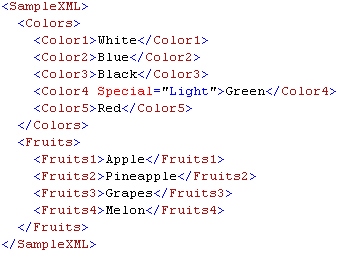 <SampleXML>
  <Colors>
    <Color1>White</Color1>
    <Color2>Blue</Color2>
    <Color3>Black</Color3>
    <Color4 Special="Light">Green</Color4>
    <Color5>Red</Color5>
  </Colors>
  <Fruits>
    <Fruits1>Apple</Fruits1>
    <Fruits2>Pineapple</Fruits2>
    <Fruits3>Grapes</Fruits3>
    <Fruits4>Melon</Fruits4>
  </Fruits>
</SampleXML>